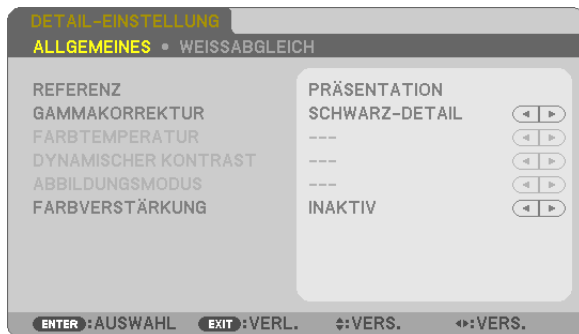 DETAIL-EINSTELLUNG
ALLGEMEINES • WEISSABGLEICH
REFERENZ PRÄSENTATION
GAMMAKORREKTUR SCHWARZ-DETAIL
FARBTEMPERATUR ---
DYNAMISCHER KONTRAST ---
ABBILDUNGSMODUS ---
FARBVERSTÄRKUNG INAKTIV
ENTER:AUSWAHL EXIT:VERL. :VERS. :VERS.